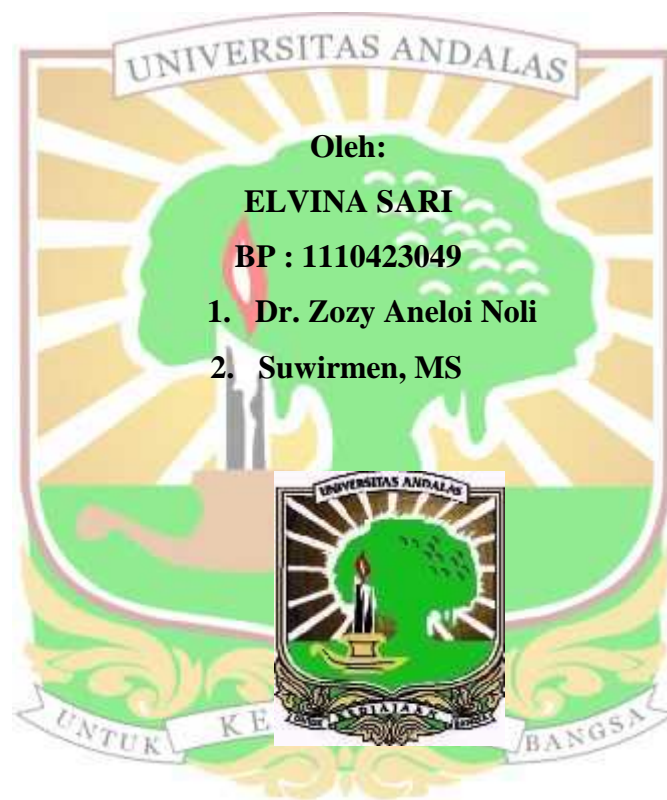 UNIVERSITAS ANDALAS
Oleh:
ELVINA SARI
BP : 1110423049
1. Dr. Zozy Aneloi Noli
2. Suwirmen, MS
UNIVERSITAS ANDALAS
UNTUK KE BANGSA